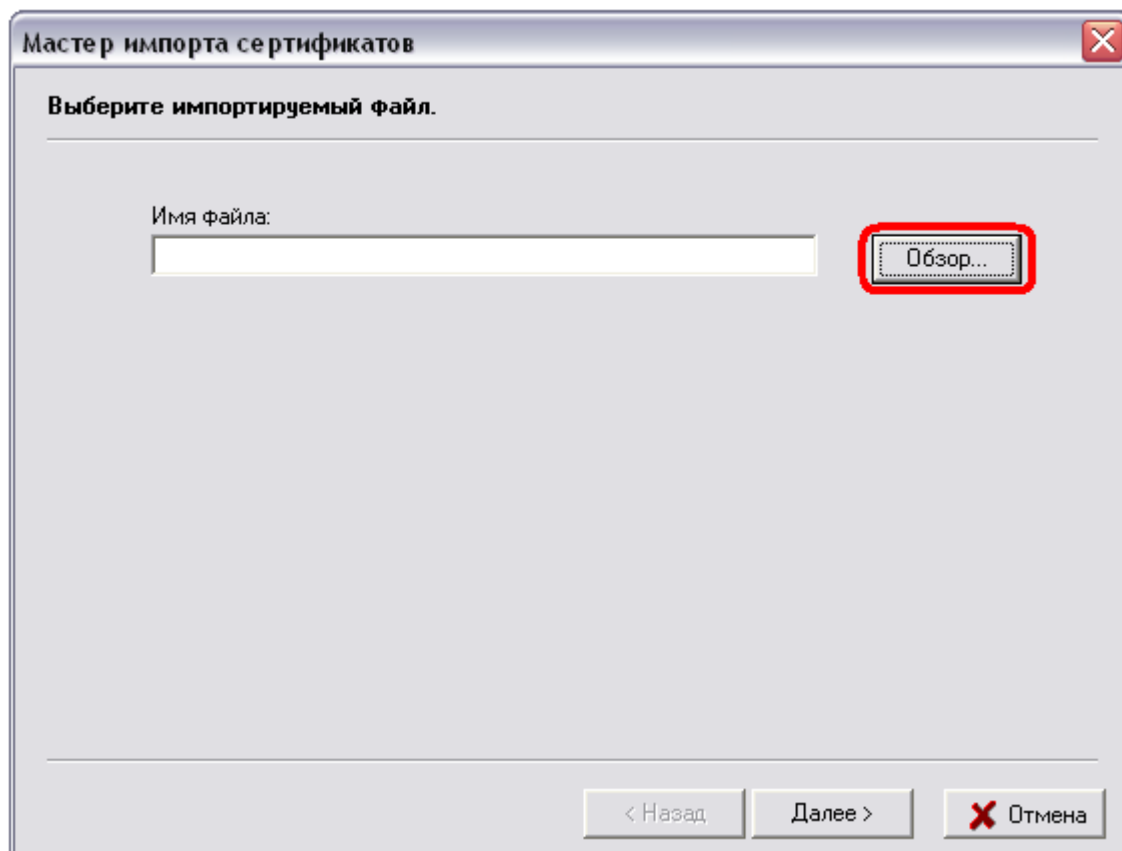 Мастер импорта сертификатов
Выберите импортируемый файл.
Имя файла:
Обзор...
< Назад
Далее >
Отмена